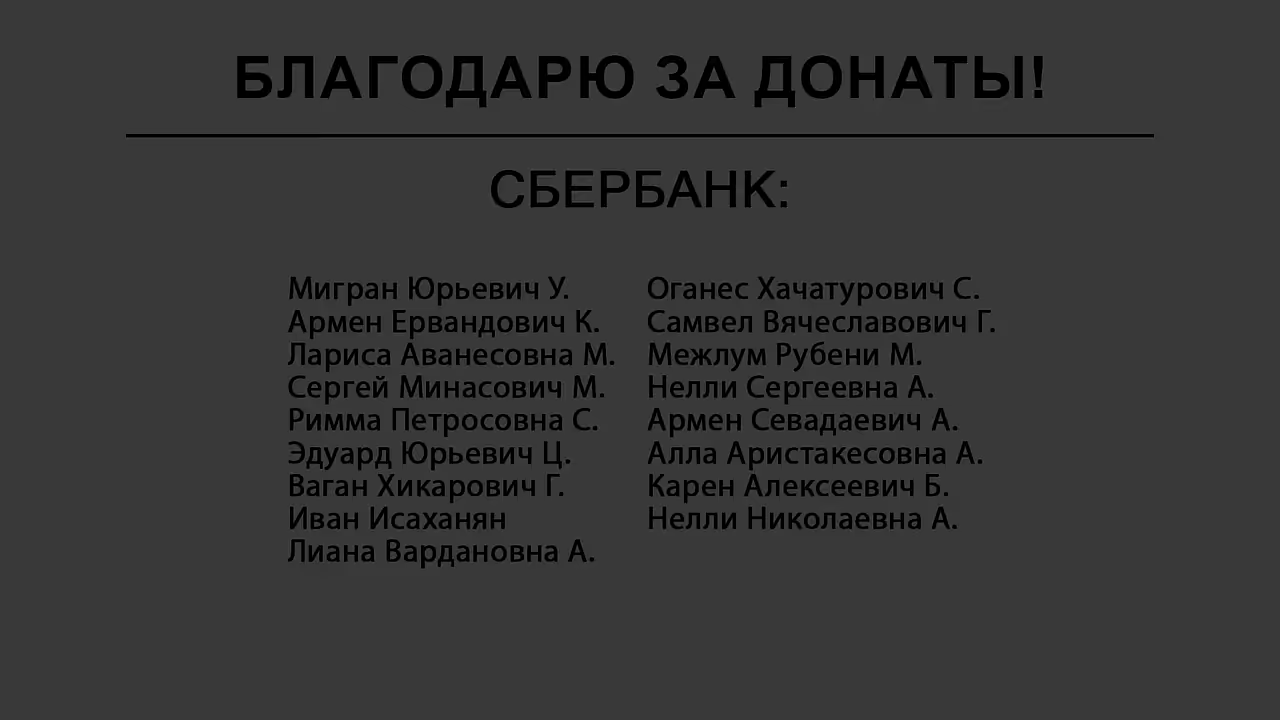 БЛАГОДАРЮ ЗА ДОНАТЫ!
СБЕРБАНК:
Мигран Юрьевич У.
Армен Ервандович К.
Лариса Аванесовна М.
Сергей Минасович М.
Римма Петросовна С.
Эдуард Юрьевич Ц.
Ваган Хикарович Г.
Иван Исаханян
Лиана Вардановна А.
Оганес Хачатурович С.
Самвел Вячеславович Г.
Межлум Рубени М.
Нелли Сергеевна А.
Армен Севадаевич А.
Алла Аристакесовна А.
Карен Алексеевич Б.
Нелли Николаевна А.